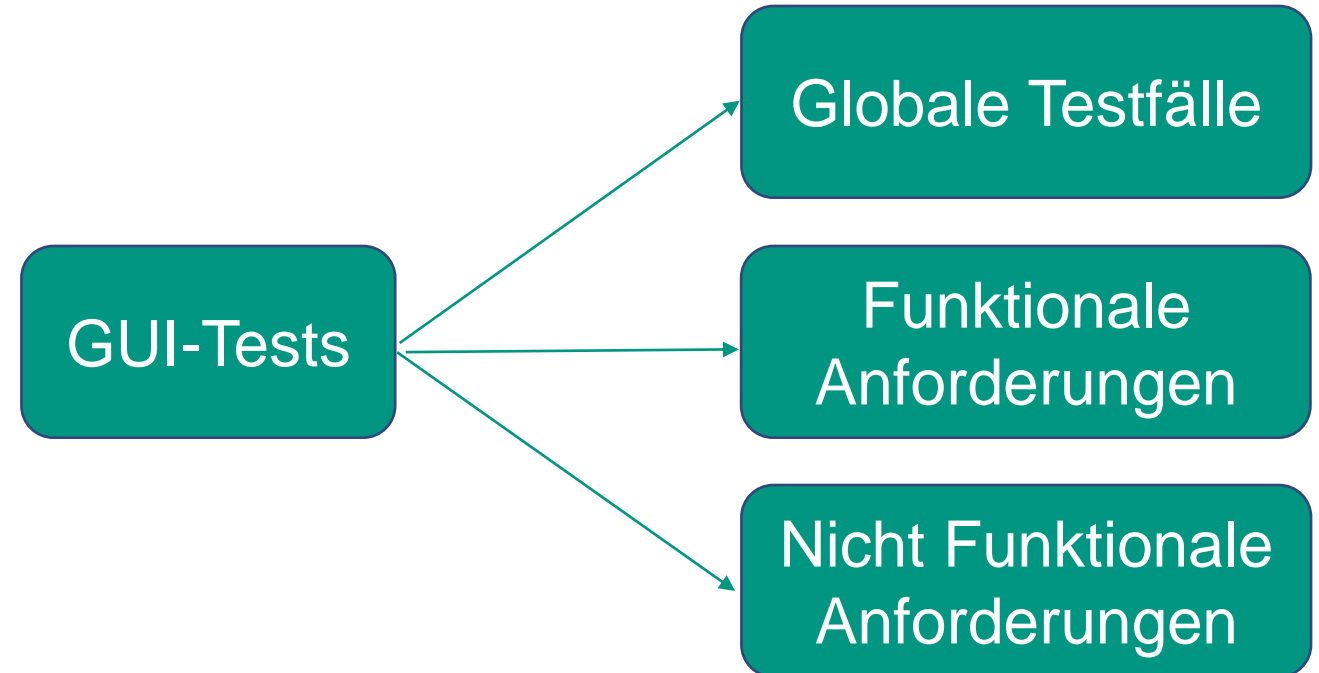 Globale Testfälle
GUI-Tests
Funktionale
Anforderungen
Nicht Funktionale
Anforderungen